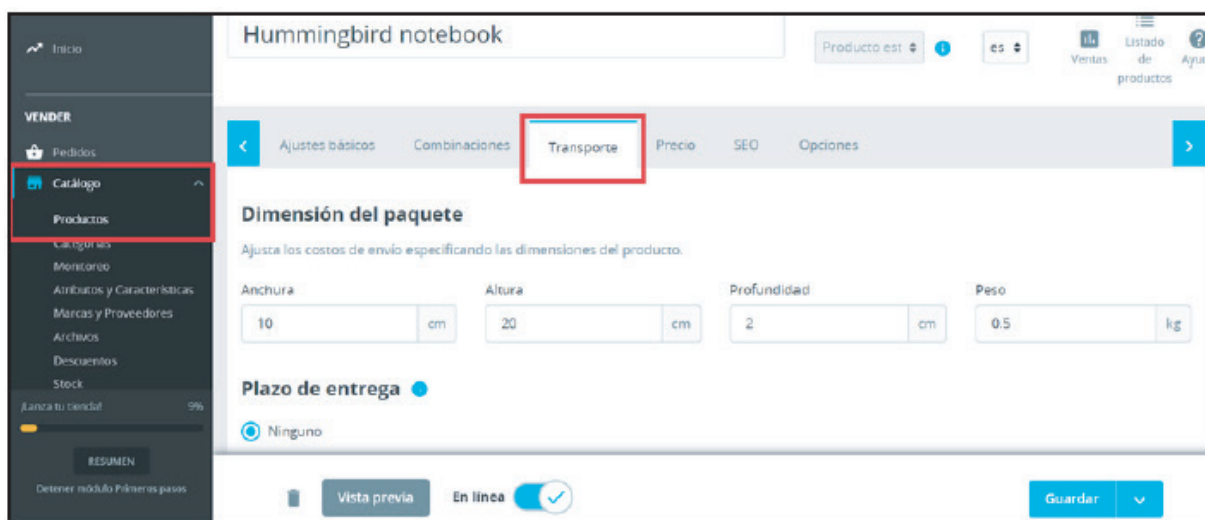 Hummingbird notebook
Producto est
es
Ventas
Listado
de
productos
Inicio
VENDER
Pedidos
Catálogo
Productos
Categorías
Monitoreo
Atributos y Características
Marcas y Proveedores
Archivos
Descuentos
Stock
¡Lanza tu tienda!
9%
RESUMEN
Detener módulo Primeros pasos
Ajustes básicos
Combinaciones
Transporte
Precio
SEO
Opciones
Dimensión del paquete
Ajusta los costos de envío especificando las dimensiones del producto.
Anchura
Altura
Profundidad
Peso
10 cm
20 cm
2 cm
0.5 kg
Plazo de entrega
Ninguno
Vista previa
En línea
Guardar